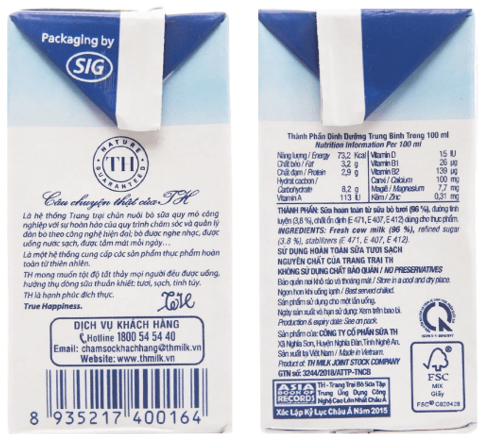 Packaging by
SIG
NATURE
TH
GUARANTEED
Câu chuyện thật của TH
Là hệ thống Trang trại chăn nuôi bò sữa quy mô công
nghiệp với sự hoàn hảo của quy trình chăm sóc và quản lý
đàn bò theo công nghệ hiện đại; bò được nghe nhạc, được
uống nước sạch, được tắm mát mỗi ngày...
Là một hệ thống cung cấp các sản phẩm thực phẩm hoàn
toàn từ thiên nhiên.
TH mong muốn tột độ tất thảy mọi người đều được uống,
hưởng thụ dòng sữa thuần khiết: tươi, sạch, tinh túy.
TH là hạnh phúc đích thực.
True Happiness.
DỊCH VỤ KHÁCH HÀNG
Hotline 1800 54 54 40
Email: chamsockhachhang@thmilk.vn
Website: www.thmilk.vn
8 935217 400164
Thành Phần Dinh Dưỡng Trung Bình Trong 100 ml
Nutrition Information Per 100 ml
Năng lượng / Energy 73,2 Kcal Vitamin D 15 IU
Chất béo / Fat 3,2 g Vitamin B1 26 µg
Chất đạm / Protein 2,9 g Vitamin B2 139 µg
Hydrat cacbon / Canxi / Calcium 100 mg
Carbohydrate 8,2 g Magiê / Magnesium 7,7 mg
Vitamin A 113 IU Kẽm / Zinc 0,31 mg
THÀNH PHẦN: Sữa hoàn toàn từ sữa bò tươi (96 %), đường tinh
luyện (3,8 %), chất ổn định (E 471, E 407, E 412) dùng cho thực phẩm.
INGREDIENTS: Fresh cow milk (96 %), refined sugar
(3.8 %), stabilizers (E 471, E 407, E 412).
SỬ DỤNG HOÀN TOÀN SỮA TƯƠI SẠCH
NGUYÊN CHẤT CỦA TRANG TRẠI TH
KHÔNG SỬ DỤNG CHẤT BẢO QUẢN / NO PRESERVATIVES
Bảo quản nơi khô ráo và thoáng mát / Store in a cool and dry place.
Ngon hơn khi uống lạnh / Best served chilled.
Sản phẩm sử dụng cho một lần uống.
Ngày sản xuất và hạn sử dụng: Xem trên bao bì.
Production & expiry date: See on pack.
Sản phẩm của: CÔNG TY CỔ PHẦN SỮA TH
Xã Nghĩa Sơn, Huyện Nghĩa Đàn, Tỉnh Nghệ An.
Sản xuất tại Việt Nam / Made in Vietnam.
Product of: TH MILK JOINT STOCK COMPANY
GTN số: 3244/2018/ATTP-TNCB
ASIA
BOOK OF
RECORDS
TH - Trang Trại Bò Sữa Tập
Trung Ứng Dụng Công
Nghệ Cao Lớn Nhất Châu Á
Xác Lập Kỷ Lục Châu Á Năm 2015
FSC
MIX
Giấy
FSC® C020428